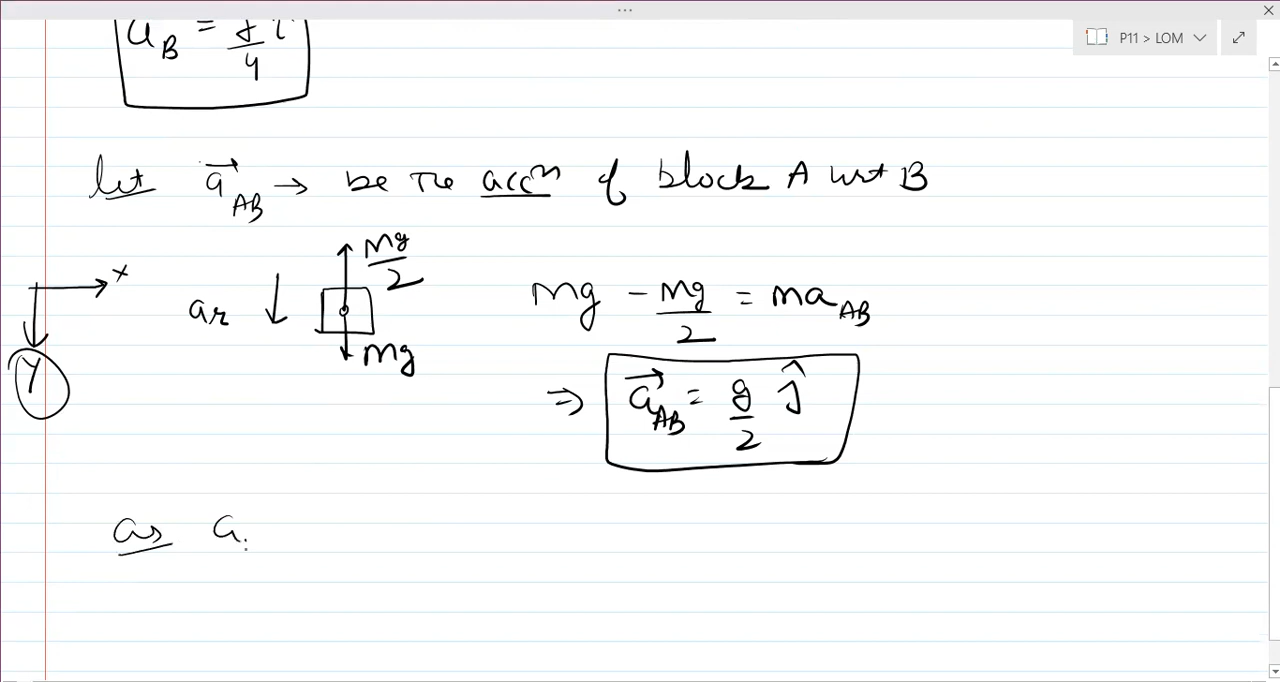 P11 > LOM
a_B = g/4 î
let a⃗_AB → be the accⁿ of block A wrt B
X
Y
ar ↓
Mg/2
Mg
Mg - Mg/2 = ma_AB
⇒ a⃗_AB = g/2 ĵ
as a